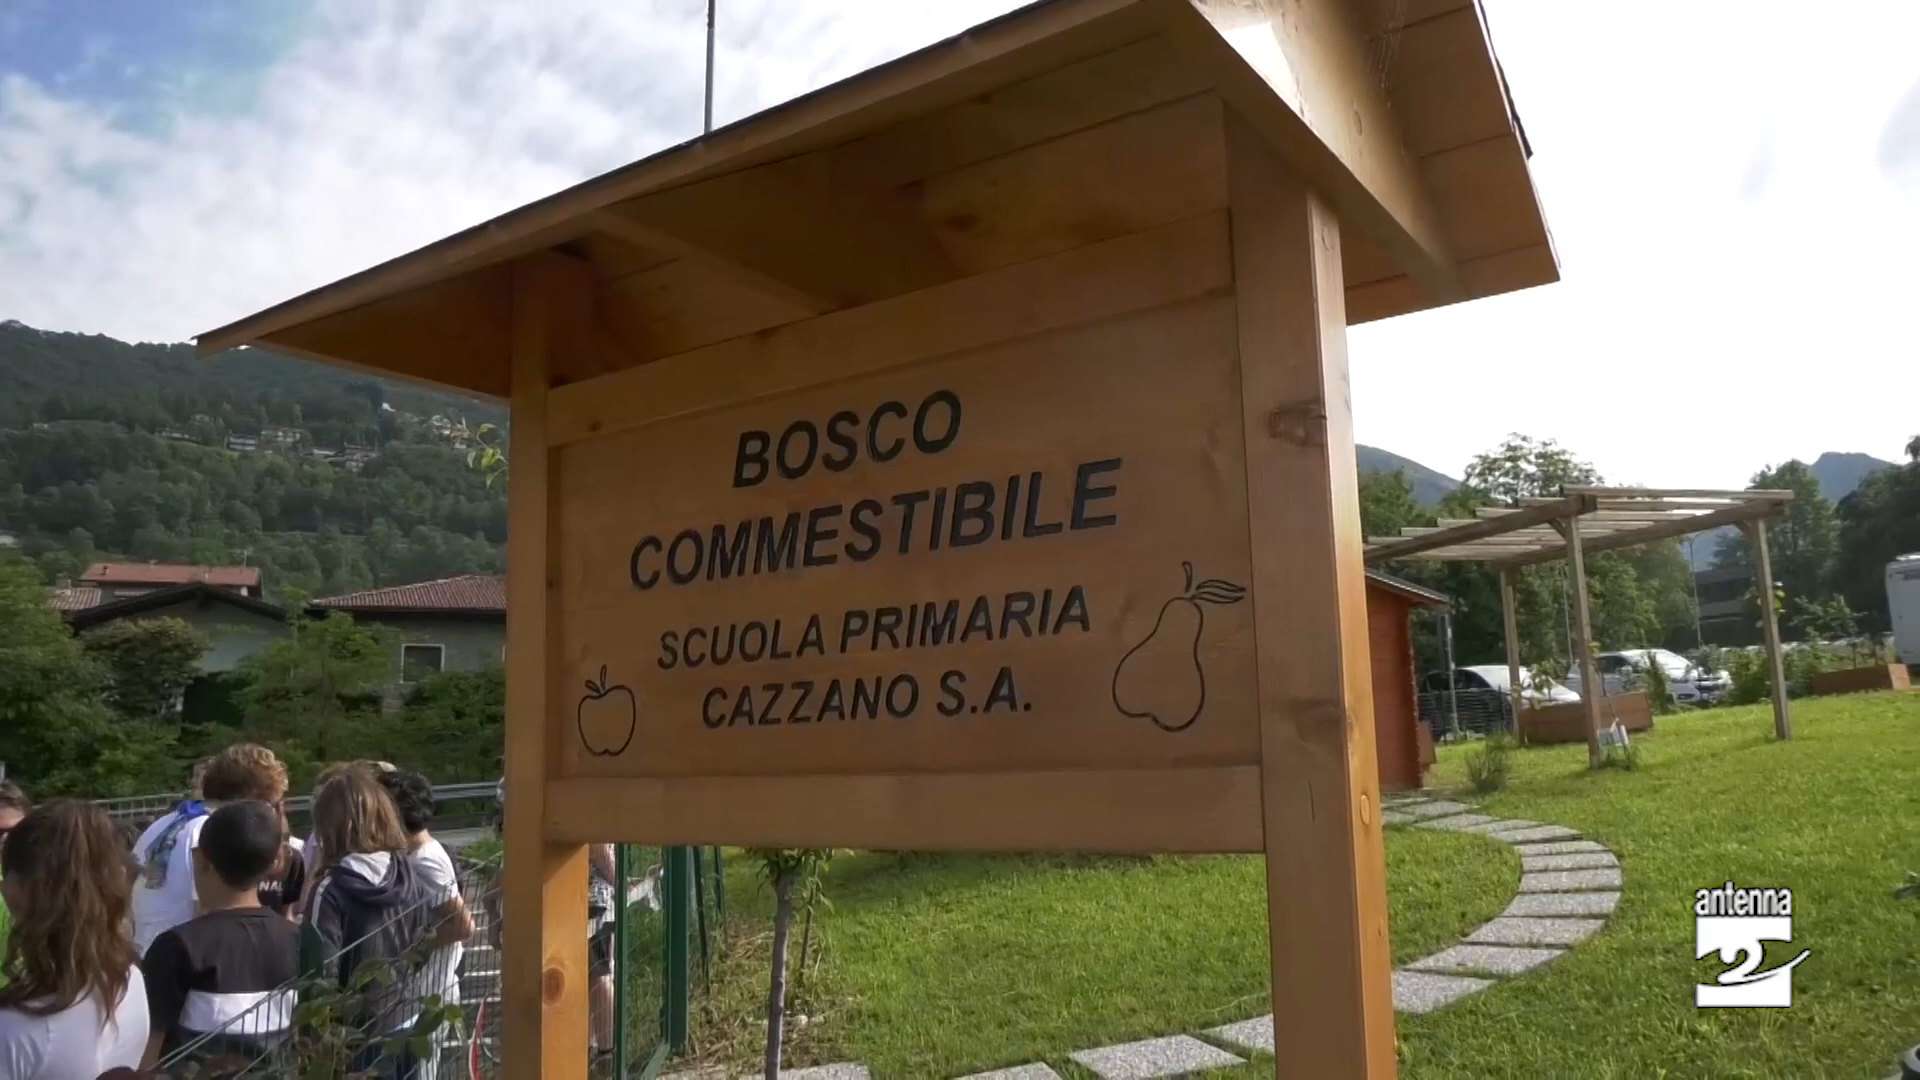 BOSCO
COMMESTIBILE
SCUOLA PRIMARIA
CAZZANO S.A.
antenna
2